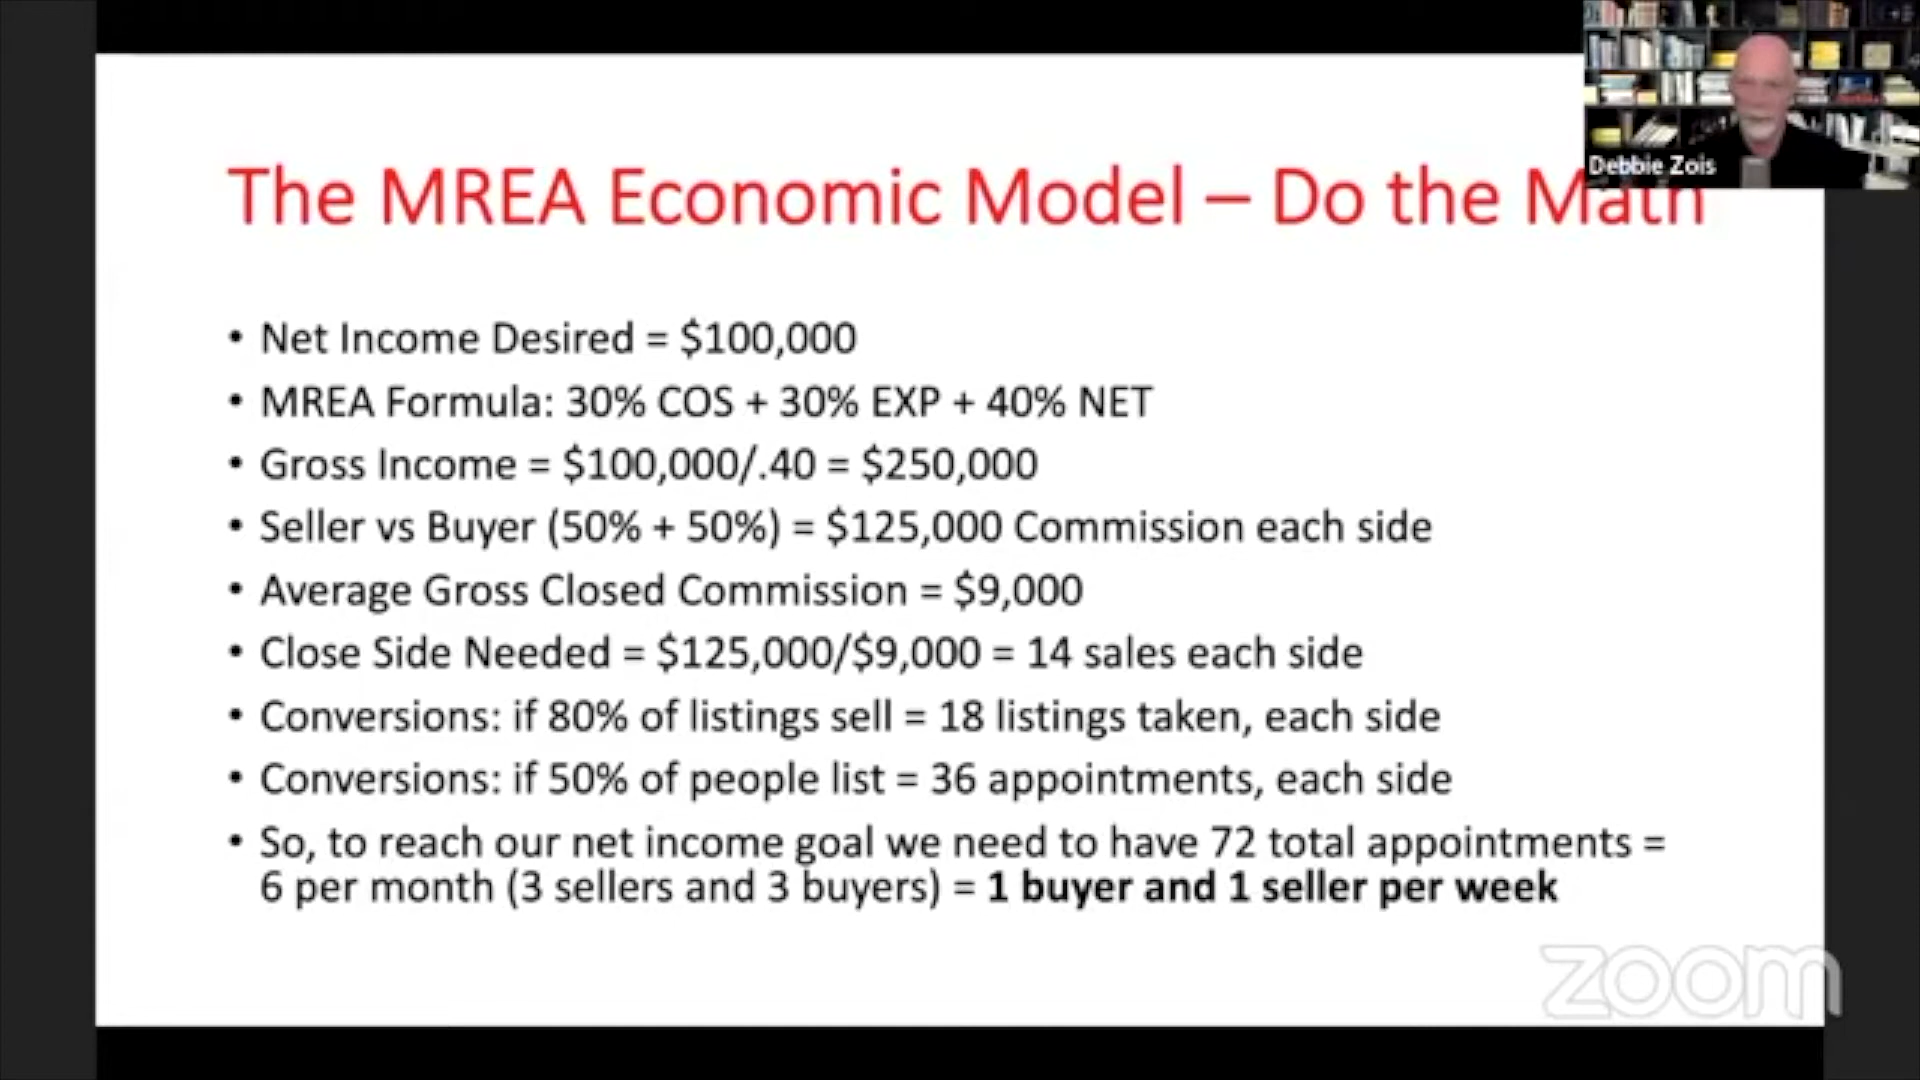 Debbie Zois
The MREA Economic Model – Do the Math
• Net Income Desired = $100,000
• MREA Formula: 30% COS + 30% EXP + 40% NET
• Gross Income = $100,000/.40 = $250,000
• Seller vs Buyer (50% + 50%) = $125,000 Commission each side
• Average Gross Closed Commission = $9,000
• Close Side Needed = $125,000/$9,000 = 14 sales each side
• Conversions: if 80% of listings sell = 18 listings taken, each side
• Conversions: if 50% of people list = 36 appointments, each side
• So, to reach our net income goal we need to have 72 total appointments =
6 per month (3 sellers and 3 buyers) = 1 buyer and 1 seller per week
zoom